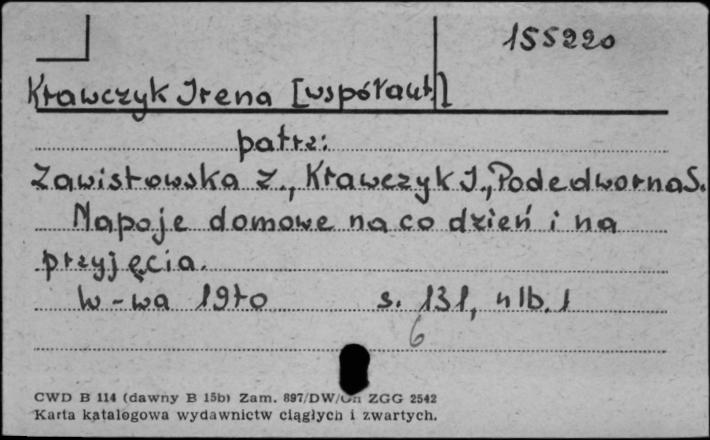 155220
Krawczyk Irena [współaut.]
patrz:
Zawistowska Z., Krawczyk I., Podedworna S.
Napoje domowe na co dzień i na
przyjęcia.
W-wa 1970 s. 131, nlb. 1
6
CWD B 114 (dawny B 15b) Zam. 897/DW/ ZGG 2542
Karta katalogowa wydawnictw ciągłych i zwartych.